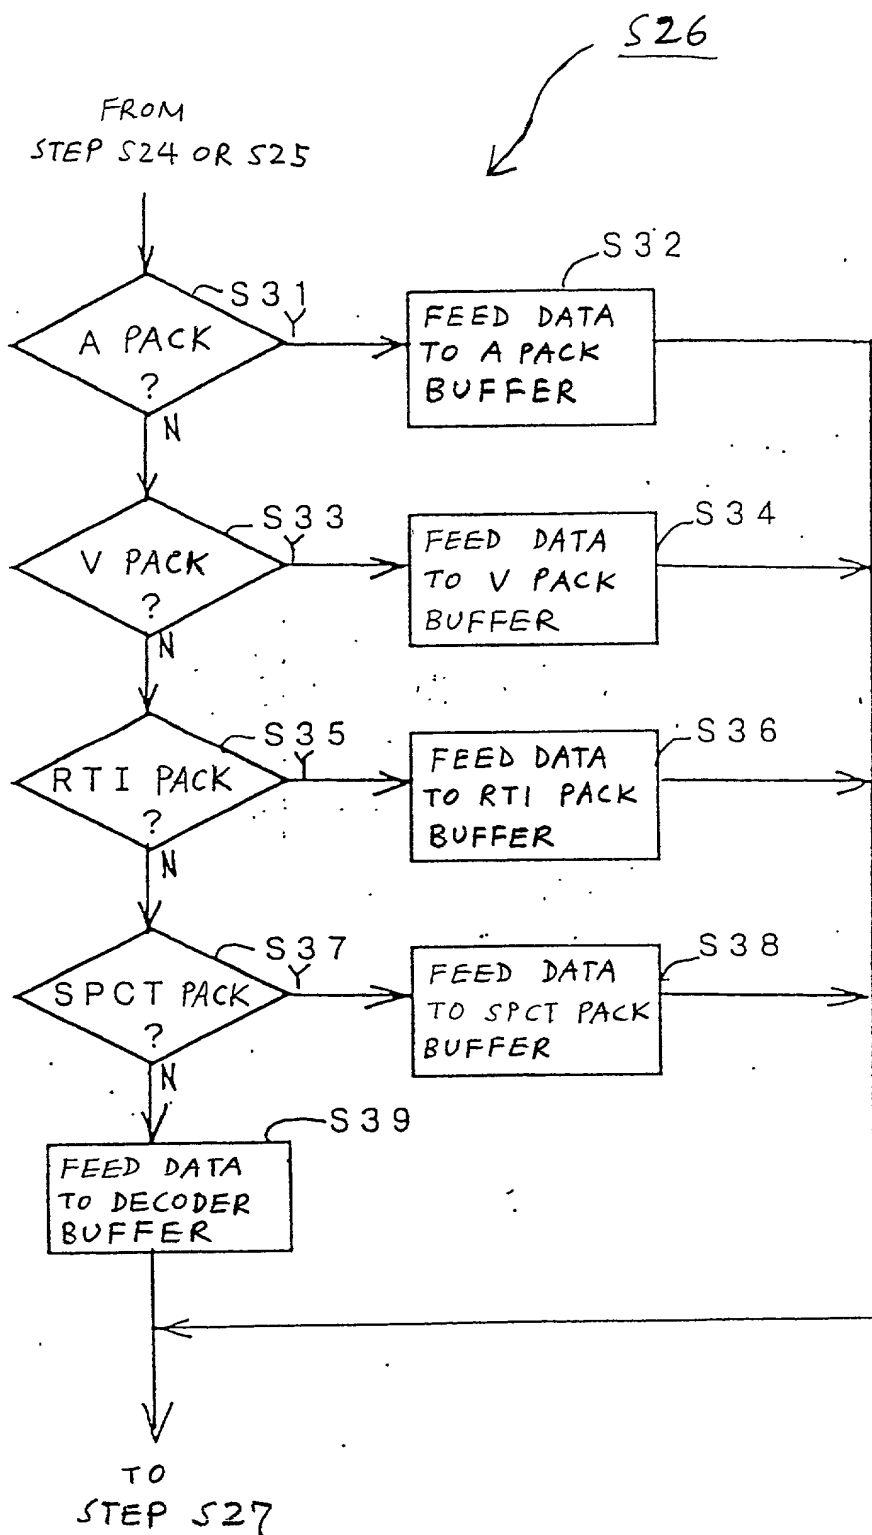 S26
FROM
STEP S24 OR S25
S31
A PACK
?
Y
N
S32
FEED DATA
TO A PACK
BUFFER
S33
V PACK
?
Y
N
S34
FEED DATA
TO V PACK
BUFFER
S35
RTI PACK
?
Y
N
S36
FEED DATA
TO RTI PACK
BUFFER
S37
SPCT PACK
?
Y
N
S38
FEED DATA
TO SPCT PACK
BUFFER
S39
FEED DATA
TO DECODER
BUFFER
TO
STEP S27